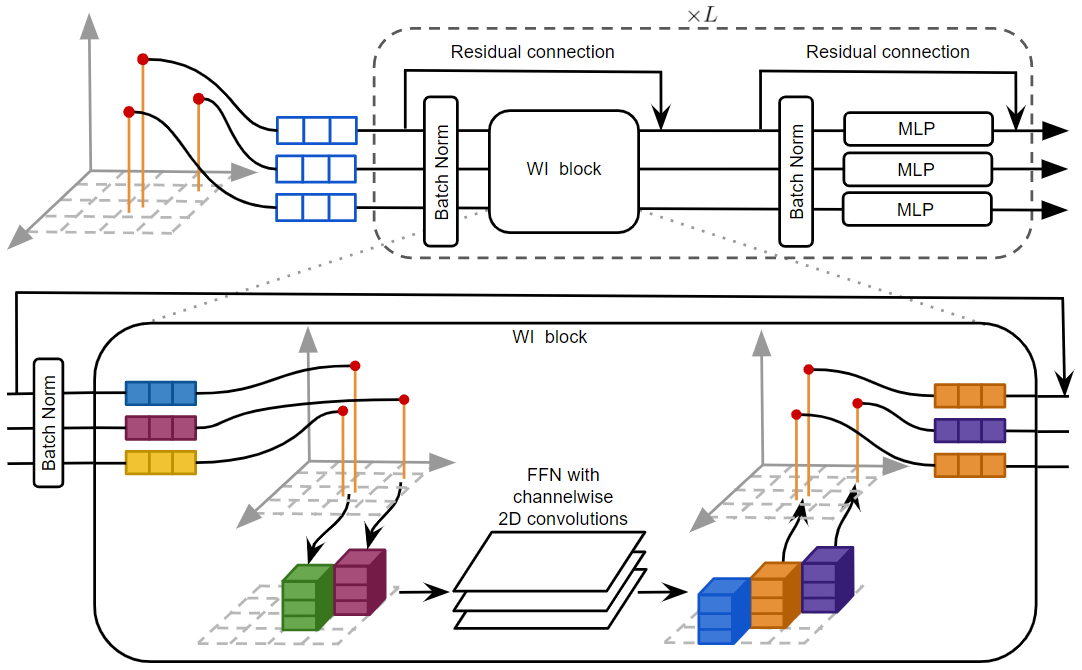 ×L
Residual connection
Residual connection
Batch Norm
WI block
Batch Norm
MLP
MLP
MLP
WI block
Batch Norm
FFN with
channelwise
2D convolutions